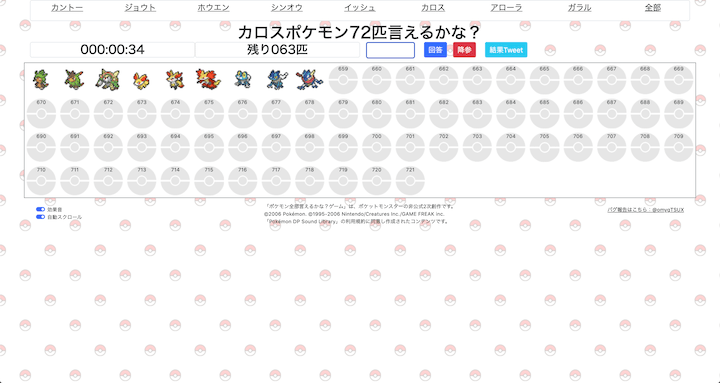 カントー ジョウト ホウエン シンオウ イッシュ カロス アローラ ガラル 全部
カロスポケモン72匹言えるかな？
000:00:34 残り063匹 回答 降参 結果Tweet
659 660 661 662 663 664 665 666 667 668 669
670 671 672 673 674 675 676 677 678 679 680 681 682 683 684 685 686 687 688 689
690 691 692 693 694 695 696 697 698 699 700 701 702 703 704 705 706 707 708 709
710 711 712 713 714 715 716 717 718 719 720 721
効果音
自動スクロール
「ポケモン全部言えるかな？ゲーム」は、ポケットモンスターの非公式2次創作です。
©2006 Pokémon. ©1995-2006 Nintendo/Creatures Inc./GAME FREAK inc.
「Pokémon DP Sound Library」の利用規約に同意し作成されたコンテンツです。
バグ報告はこちら：@omvqTSUX